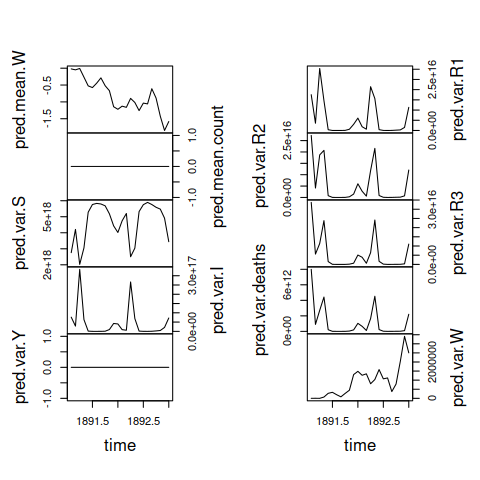 pred.mean.W
-0.5
-1.5
pred.mean.count
1.0
0.0
-1.0
pred.var.S
5e+18
2e+18
pred.var.I
3.0e+17
0.0e+00
pred.var.Y
1.0
0.0
-1.0
1891.5
1892.5
time
pred.var.R1
2.5e+16
0.0e+00
pred.var.R2
2.5e+16
0.0e+00
pred.var.R3
3.0e+16
0.0e+00
pred.var.deaths
6e+12
0e+00
pred.var.W
2000000
0
1891.5
1892.5
time